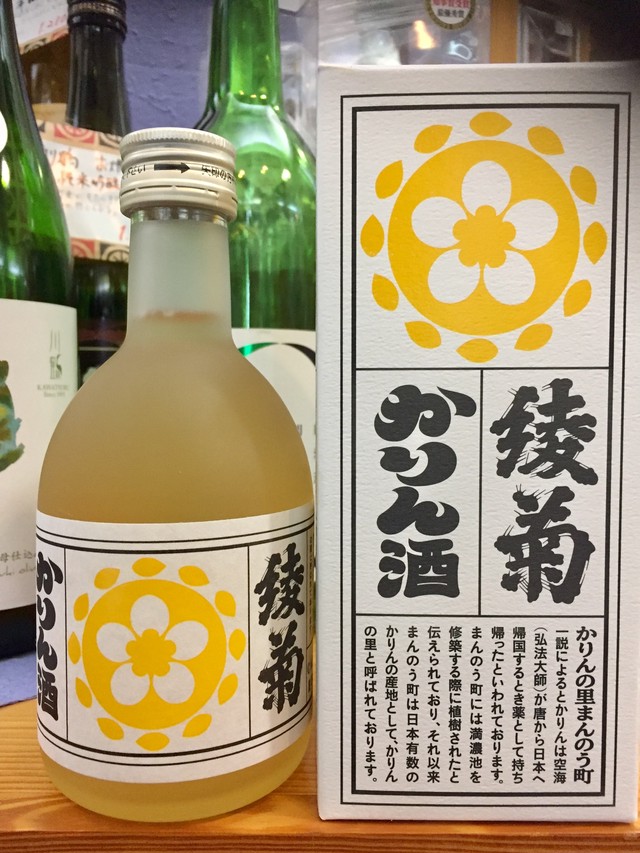 綾菊
かりん酒
かりんの里まんのう町
一説によるとかりんは空海
（弘法大師）が唐から日本へ
帰国するとき薬として持ち
帰ったといわれております。
まんのう町には満濃池を
修築する際に植樹されたと
伝えられており、それ以来
まんのう町は日本有数の
かりんの産地として、かりん
の里と呼ばれております。
綾菊
かりん酒